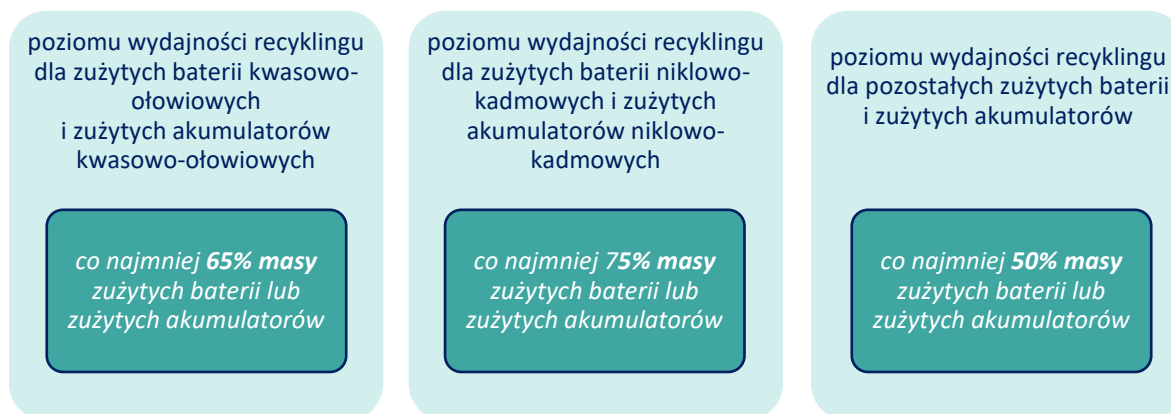 poziomu wydajności recyklingu
dla zużytych baterii kwasowo-
ołowiowych
i zużytych akumulatorów
kwasowo-ołowiowych
co najmniej 65% masy
zużytych baterii lub
zużytych akumulatorów
poziomu wydajności recyklingu
dla zużytych baterii niklowo-
kadmowych i zużytych
akumulatorów niklowo-
kadmowych
co najmniej 75% masy
zużytych baterii lub
zużytych akumulatorów
poziomu wydajności recyklingu
dla pozostałych zużytych baterii
i zużytych akumulatorów
co najmniej 50% masy
zużytych baterii lub
zużytych akumulatorów